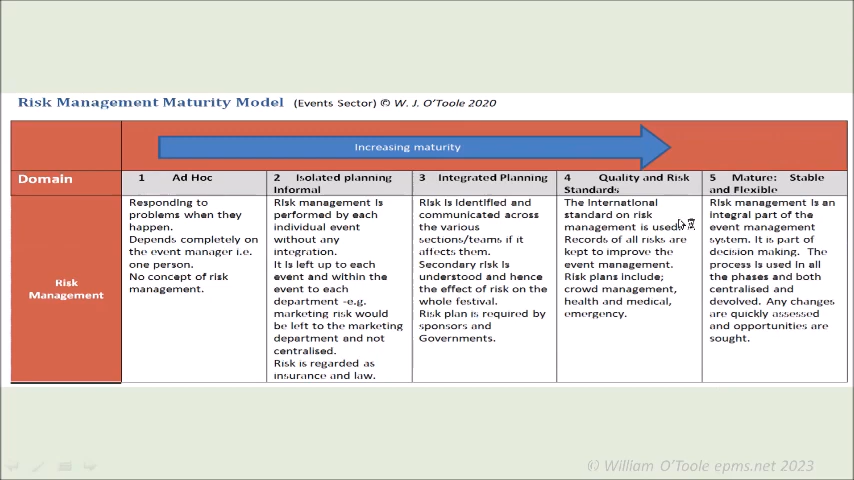 Risk Management Maturity Model (Events Sector) © W. J. O'Toole 2020
Increasing maturity
Domain
1 Ad Hoc
2 Isolated planning
Informal
3 Integrated Planning
4 Quality and Risk
Standards
5 Mature: Stable
and Flexible
Risk
Management
Responding to
problems when they
happen.
Depends completely on
the event manager i.e.
one person.
No concept of risk
management.
Risk management is
performed by each
individual event
without any
integration.
It is left up to each
event and within the
event to each
department -e.g.
marketing risk would
be left to the marketing
department and not
centralised.
Risk is regarded as
insurance and law.
Risk is identified and
communicated across
the various
sections/teams if it
affects them.
Secondary risk is
understood and hence
the effect of risk on the
whole festival.
Risk plan is required by
sponsors and
Governments.
The international
standard on risk
management is used.
Records of all risks are
kept to improve the
event management.
Risk plans include;
crowd management,
health and medical,
emergency.
Risk management is an
integral part of the
event management
system. It is part of
decision making. The
process is used in all
the phases and both
centralised and
devolved. Any changes
are quickly assessed
and opportunities are
sought.
© William O'Toole epms.net 2023